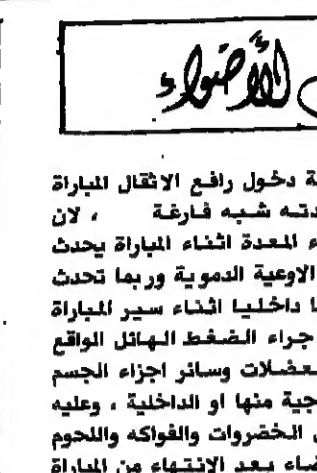 الأضواء
ة دخول رافع الاثقال المباراة
دته شبه فارغة ، لان
ء المعدة اثناء المباراة يحدث
الاوعية الدموية وربما تحدث
ا داخليا اثناء سير المباراة
جراء الضغط الهائل الواقع
عضلات وسائر اجزاء الجسم
جية منها او الداخلية ، وعليه
الخضروات والفواكه واللحوم
ضاء بعد الانتهاء من المباراة